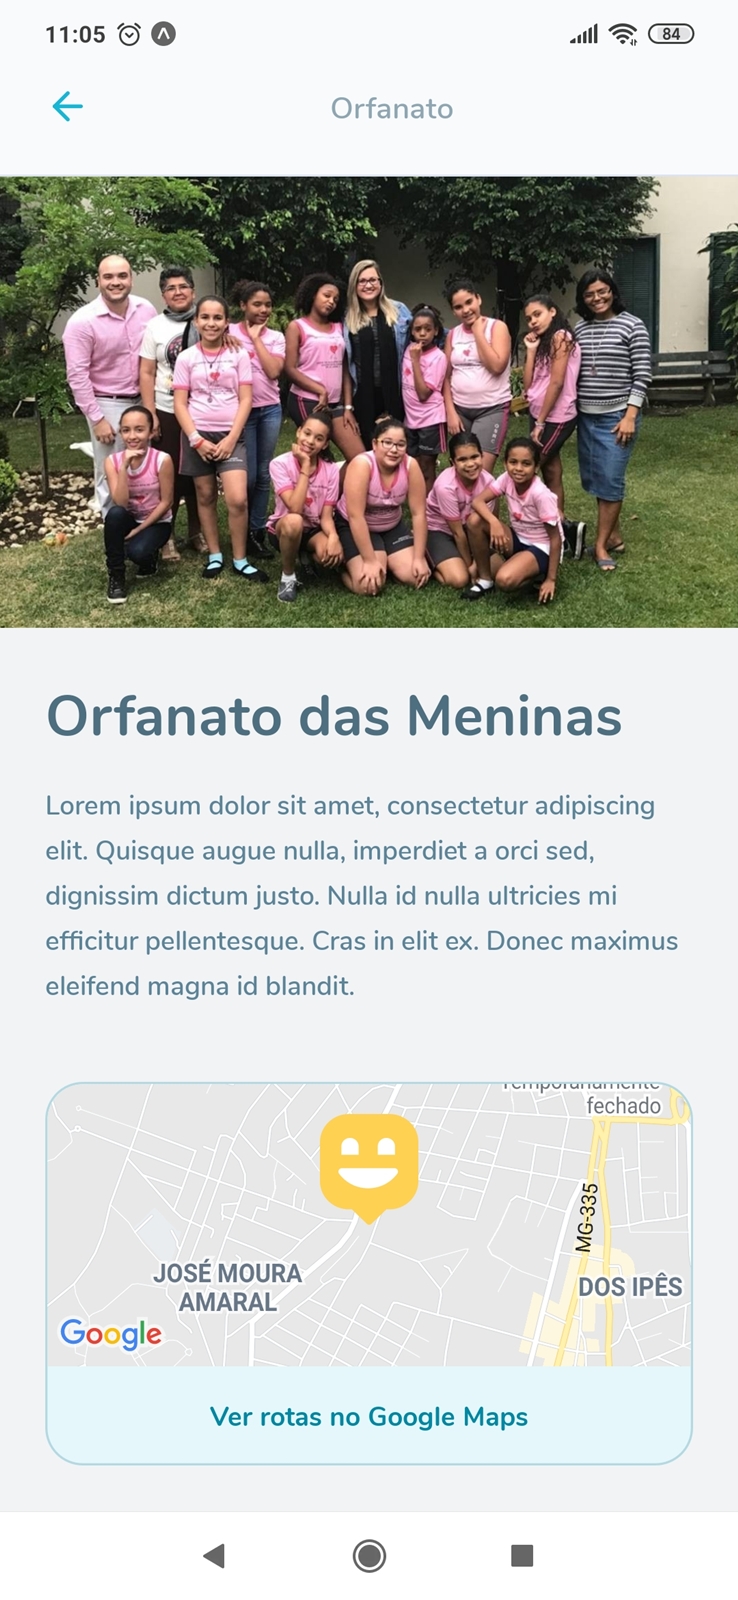 11:05
84
Orfanato
Orfanato das Meninas
Lorem ipsum dolor sit amet, consectetur adipiscing
elit. Quisque augue nulla, imperdiet a orci sed,
dignissim dictum justo. Nulla id nulla ultricies mi
efficitur pellentesque. Cras in elit ex. Donec maximus
eleifend magna id blandit.
Temporariamente
fechado
MG-335
JOSÉ MOURA
AMARAL
DOS IPÊS
Google
Ver rotas no Google Maps